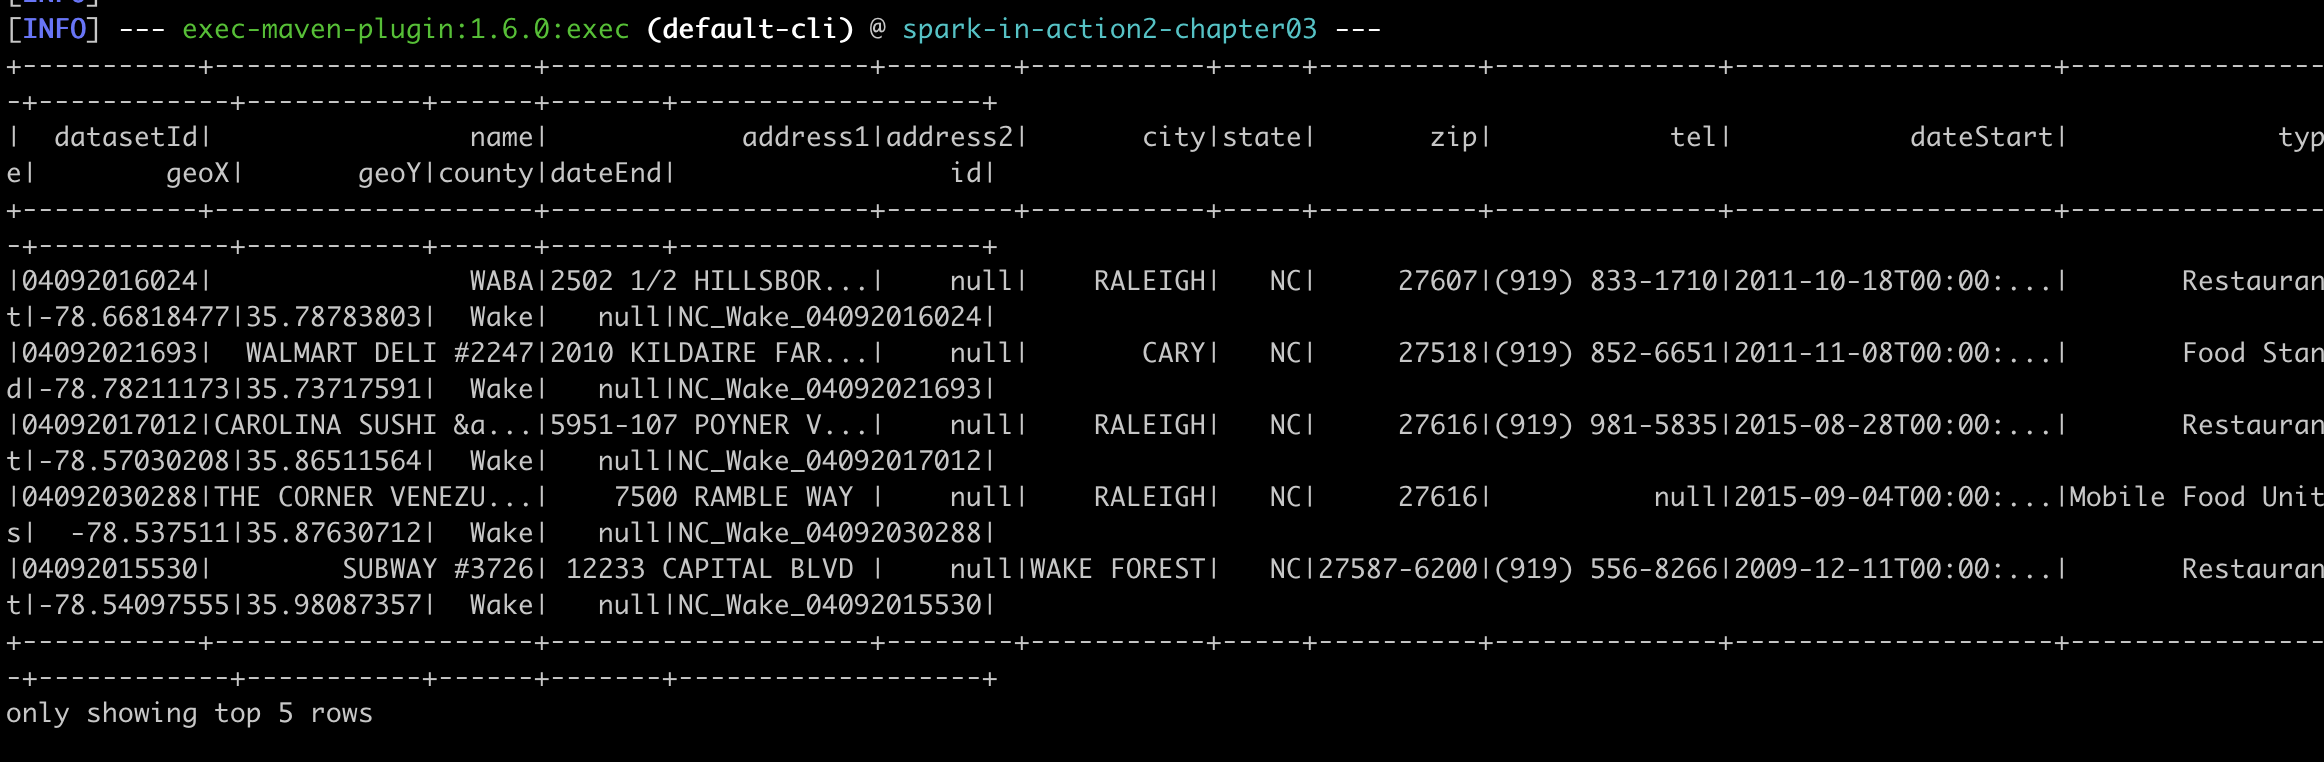 [INFO]
[INFO] --- exec-maven-plugin:1.6.0:exec (default-cli) @ spark-in-action2-chapter03 ---
+-----------+--------------------+--------------------+--------+-----------+-----+----------+--------------+--------------------+----------------
-+------------+-----------+------+-------+-------------------+
|  datasetId|                name|            address1|address2|       city|state|       zip|           tel|           dateStart|             typ
e|        geoX|       geoY|county|dateEnd|                 id|
+-----------+--------------------+--------------------+--------+-----------+-----+----------+--------------+--------------------+----------------
-+------------+-----------+------+-------+-------------------+
|04092016024|                WABA|2502 1/2 HILLSBOR...|    null|    RALEIGH|   NC|     27607|(919) 833-1710|2011-10-18T00:00:...|       Restauran
t|-78.66818477|35.78783803|  Wake|   null|NC_Wake_04092016024|
|04092021693|  WALMART DELI #2247|2010 KILDAIRE FAR...|    null|       CARY|   NC|     27518|(919) 852-6651|2011-11-08T00:00:...|       Food Stan
d|-78.78211173|35.73717591|  Wake|   null|NC_Wake_04092021693|
|04092017012|CAROLINA SUSHI &a...|5951-107 POYNER V...|    null|    RALEIGH|   NC|     27616|(919) 981-5835|2015-08-28T00:00:...|       Restauran
t|-78.57030208|35.86511564|  Wake|   null|NC_Wake_04092017012|
|04092030288|THE CORNER VENEZU...|    7500 RAMBLE WAY |    null|    RALEIGH|   NC|     27616|          null|2015-09-04T00:00:...|Mobile Food Unit
s|  -78.537511|35.87630712|  Wake|   null|NC_Wake_04092030288|
|04092015530|        SUBWAY #3726| 12233 CAPITAL BLVD |    null|WAKE FOREST|   NC|27587-6200|(919) 556-8266|2009-12-11T00:00:...|       Restauran
t|-78.54097555|35.98087357|  Wake|   null|NC_Wake_04092015530|
+-----------+--------------------+--------------------+--------+-----------+-----+----------+--------------+--------------------+----------------
-+------------+-----------+------+-------+-------------------+
only showing top 5 rows